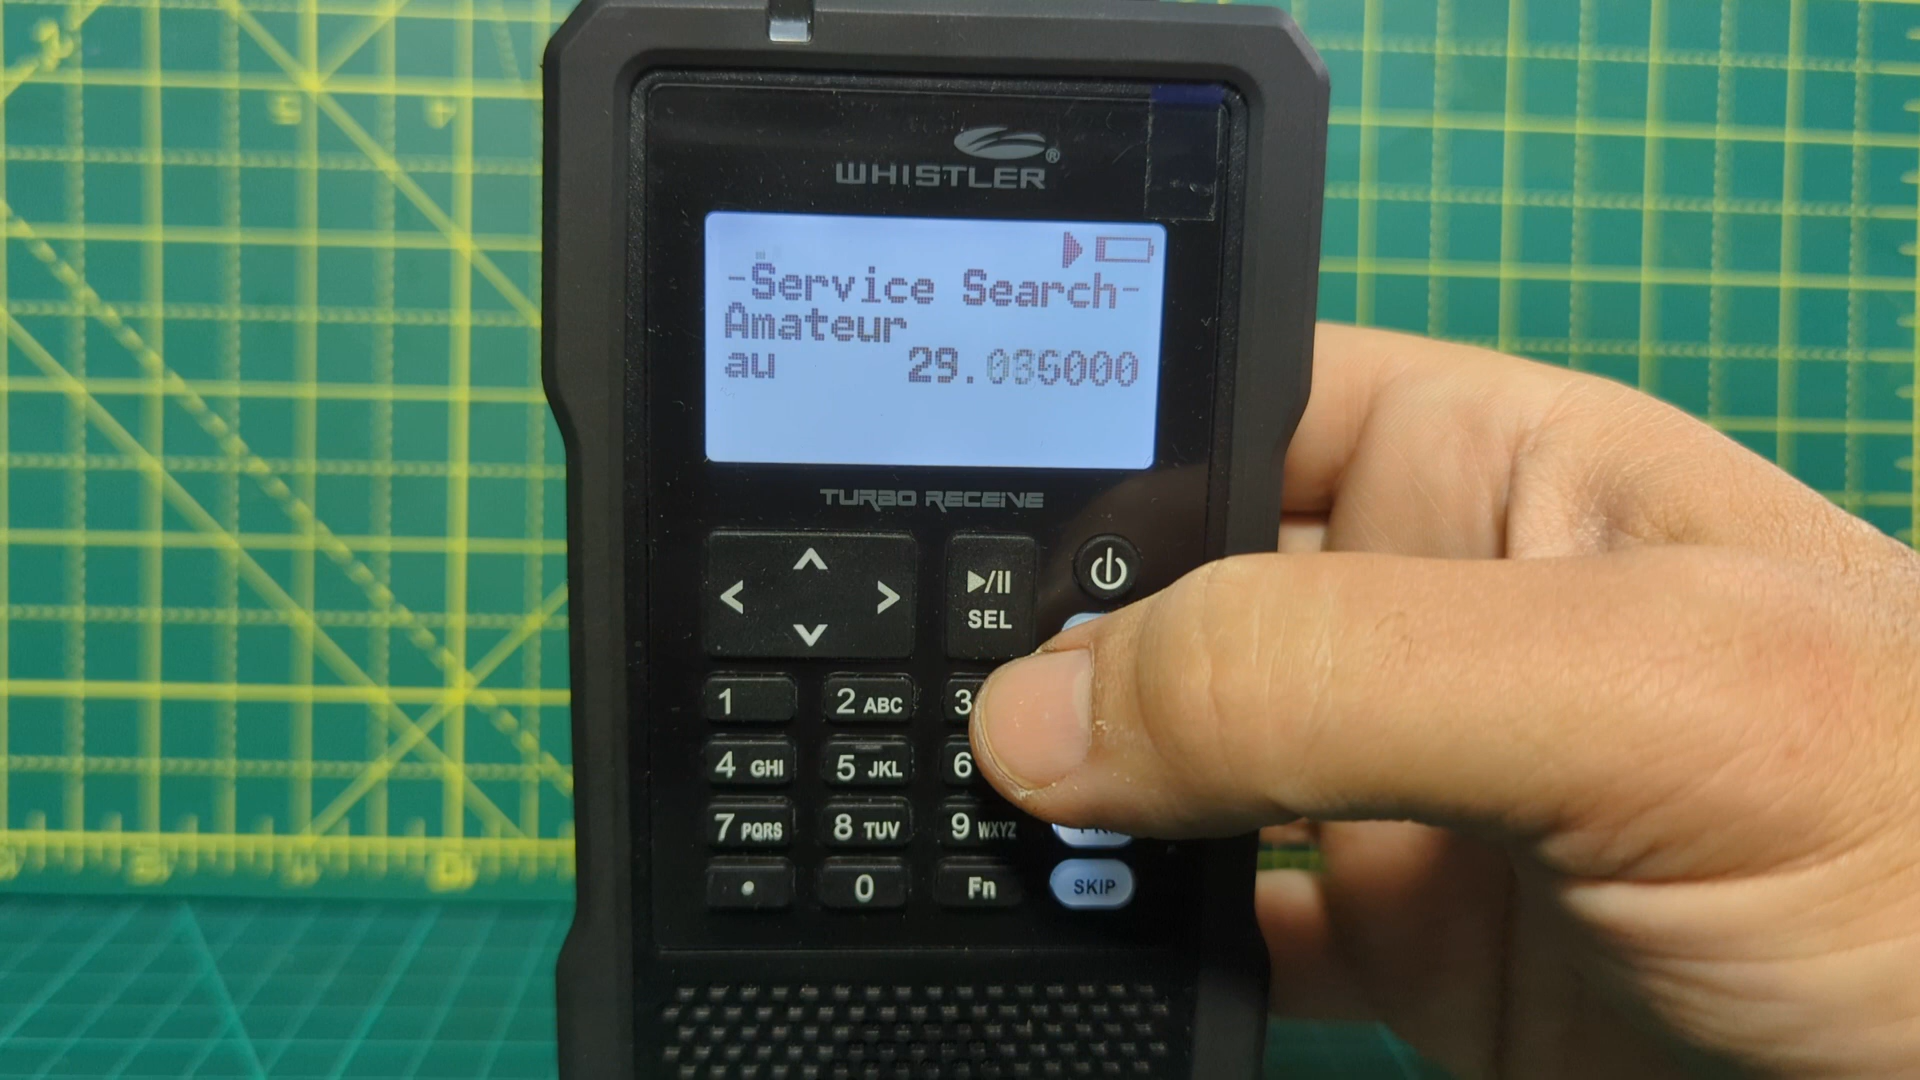 WHISTLER®
-Service Search-
Amateur
au 29.035000
TURBO RECEIVE
SEL
1 2 ABC 3
4 GHI 5 JKL 6
7 PQRS 8 TUV 9 WXYZ
• 0 Fn SKIP